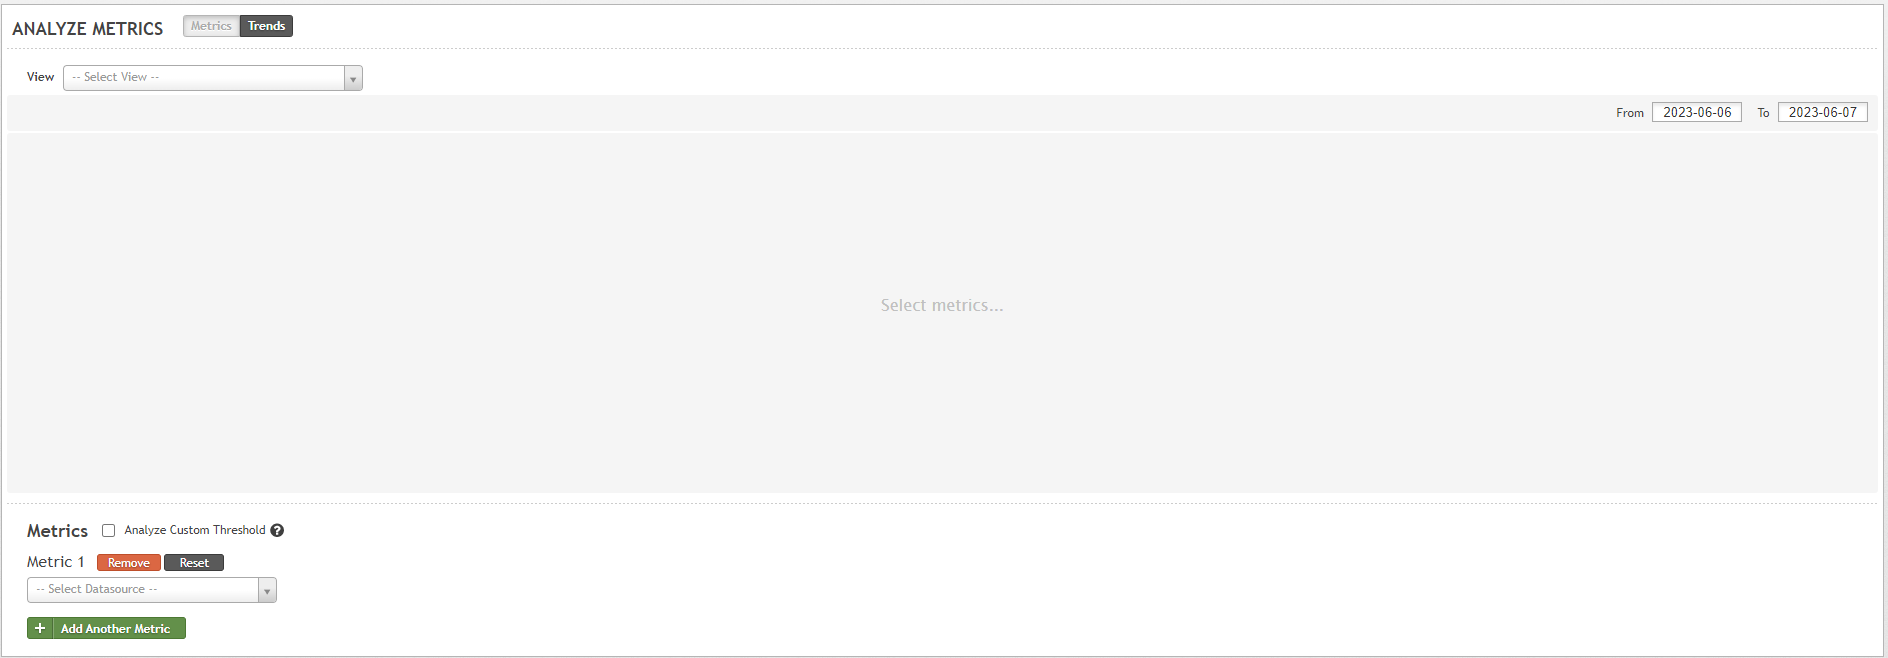 ANALYZE METRICS Metrics Trends
View -- Select View --
From 2023-06-06 To 2023-06-07
Select metrics...
Metrics Analyze Custom Threshold ?
Metric 1 Remove Reset
-- Select Datasource --
+ Add Another Metric